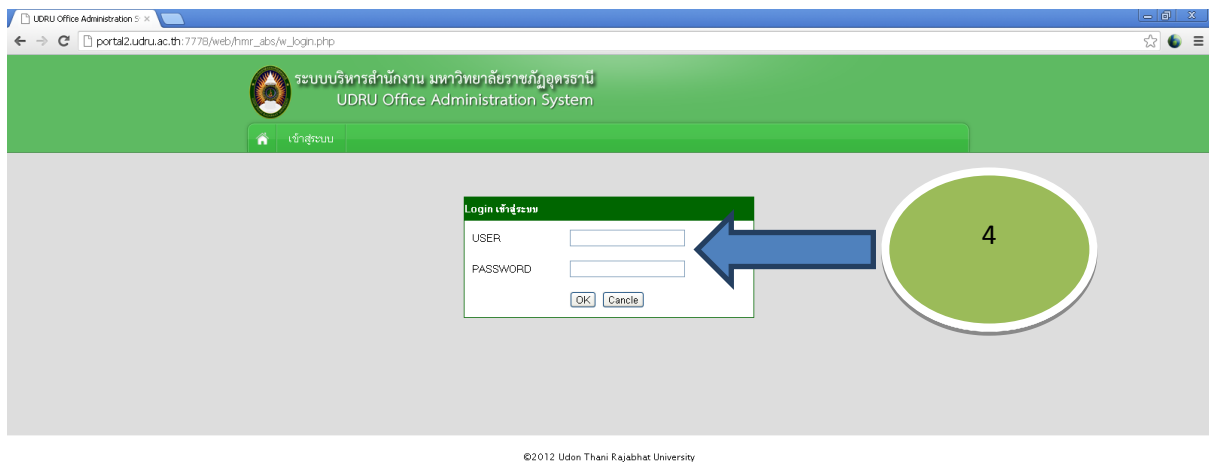 UDRU Office Administration S
portal2.udru.ac.th:7778/web/hmr_abs/w_login.php
ระบบบริหารสำนักงาน มหาวิทยาลัยราชภัฏอุดรธานี
UDRU Office Administration System
เข้าสู่ระบบ
Login เข้าสู่ระบบ
USER
PASSWORD
OK Cancle
4
©2012 Udon Thani Rajabhat University